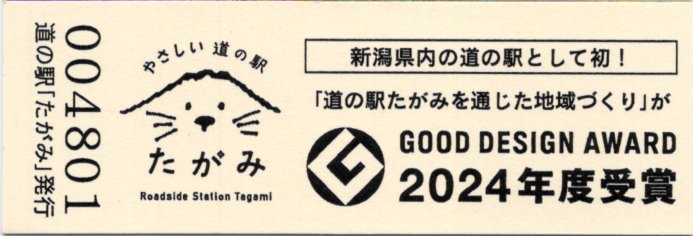 004801
道の駅「たがみ」発行
やさしい道の駅
たがみ
Roadside Station Tagami
新潟県内の道の駅として初！
「道の駅たがみを通じた地域づくり」が
GOOD DESIGN AWARD
2024年度受賞